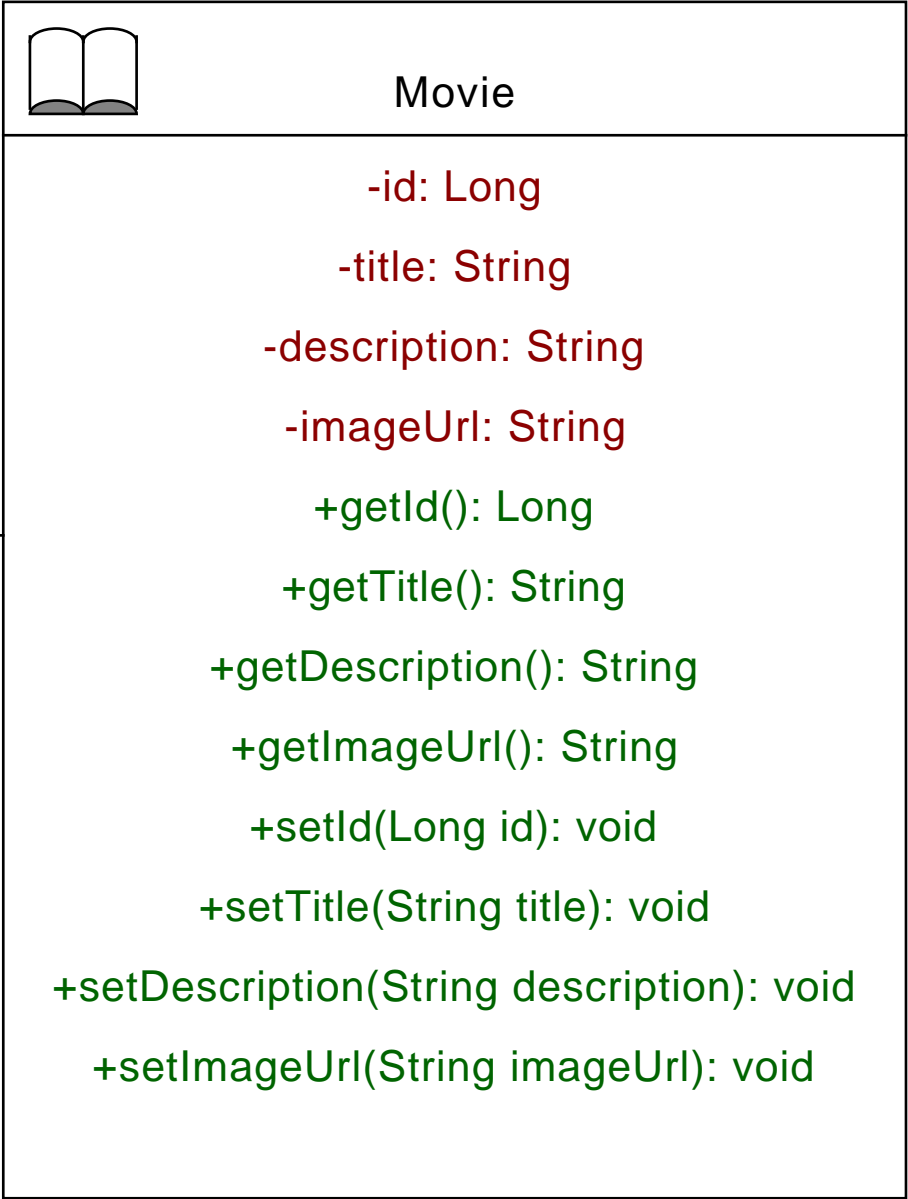 Movie
-id: Long
-title: String
-description: String
-imageUrl: String
+getId(): Long
+getTitle(): String
+getDescription(): String
+getImageUrl(): String
+setId(Long id): void
+setTitle(String title): void
+setDescription(String description): void
+setImageUrl(String imageUrl): void